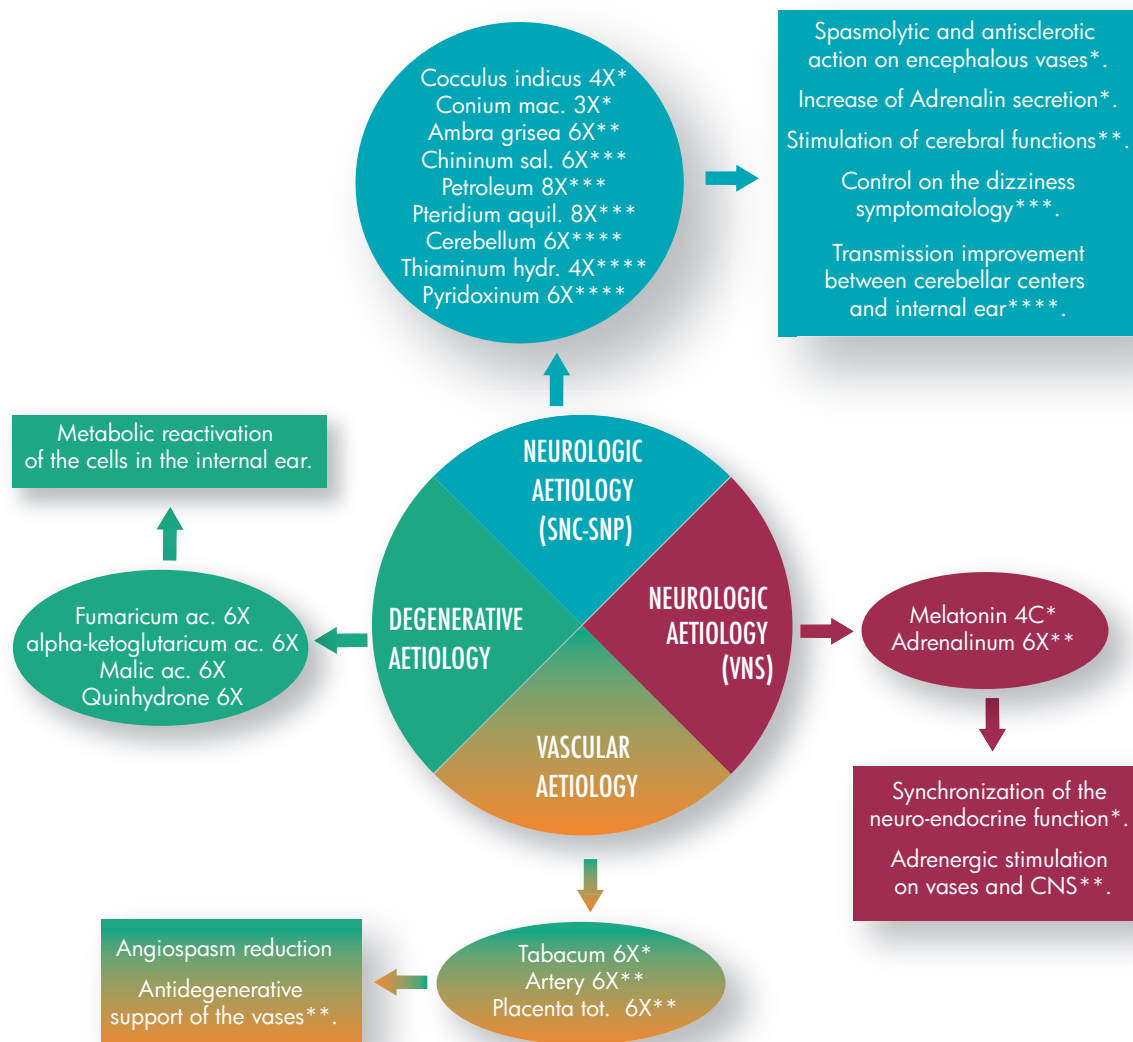 Cocculus indicus 4X*
Conium mac. 3X*
Ambra grisea 6X**
Chininum sal. 6X***
Petroleum 8X***
Pteridium aquil. 8X***
Cerebellum 6X****
Thiaminum hydr. 4X****
Pyridoxinum 6X****
Spasmolytic and antisclerotic
action on encephalous vases*.
Increase of Adrenalin secretion*.
Stimulation of cerebral functions**.
Control on the dizziness
symptomatology***.
Transmission improvement
between cerebellar centers
and internal ear****.
Metabolic reactivation
of the cells in the internal ear.
Fumaricum ac. 6X
alpha-ketoglutaricum ac. 6X
Malic ac. 6X
Quinhydrone 6X
NEUROLOGIC
AETIOLOGY
(SNC-SNP)
DEGENERATIVE
AETIOLOGY
NEUROLOGIC
AETIOLOGY
(VNS)
VASCULAR
AETIOLOGY
Melatonin 4C*
Adrenalinum 6X**
Synchronization of the
neuro-endocrine function*.
Adrenergic stimulation
on vases and CNS**.
Angiospasm reduction
Antidegenerative
support of the vases**.
Tabacum 6X*
Artery 6X**
Placenta tot. 6X**